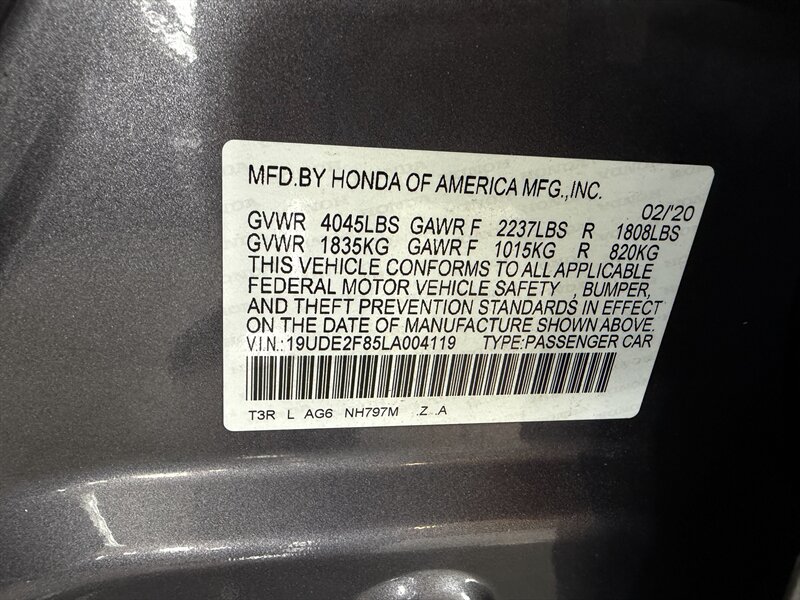 MFD.BY HONDA OF AMERICA MFG.,INC.
02/'20
GVWR 4045LBS GAWR F 2237LBS R 1808LBS
GVWR 1835KG GAWR F 1015KG R 820KG
THIS VEHICLE CONFORMS TO ALL APPLICABLE
FEDERAL MOTOR VEHICLE SAFETY , BUMPER,
AND THEFT PREVENTION STANDARDS IN EFFECT
ON THE DATE OF MANUFACTURE SHOWN ABOVE.
V.I.N.:19UDE2F85LA004119 TYPE:PASSENGER CAR
T3R L AG6 NH797M .Z .A